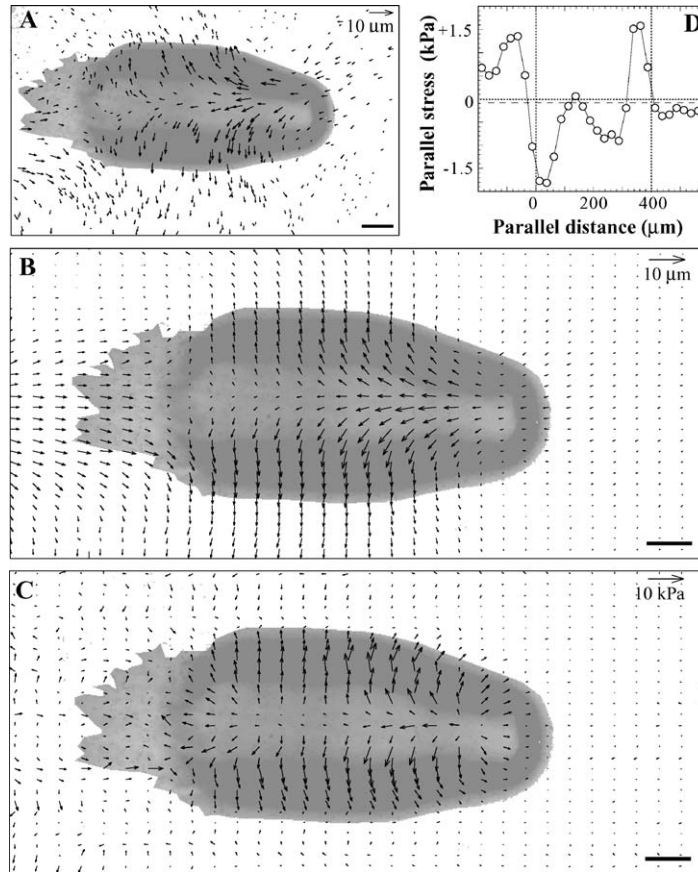 A
10 μm
D
Parallel stress (kPa)
+1.5
0
-1.5
0
200
400
Parallel distance (μm)
B
10 μm
C
10 kPa